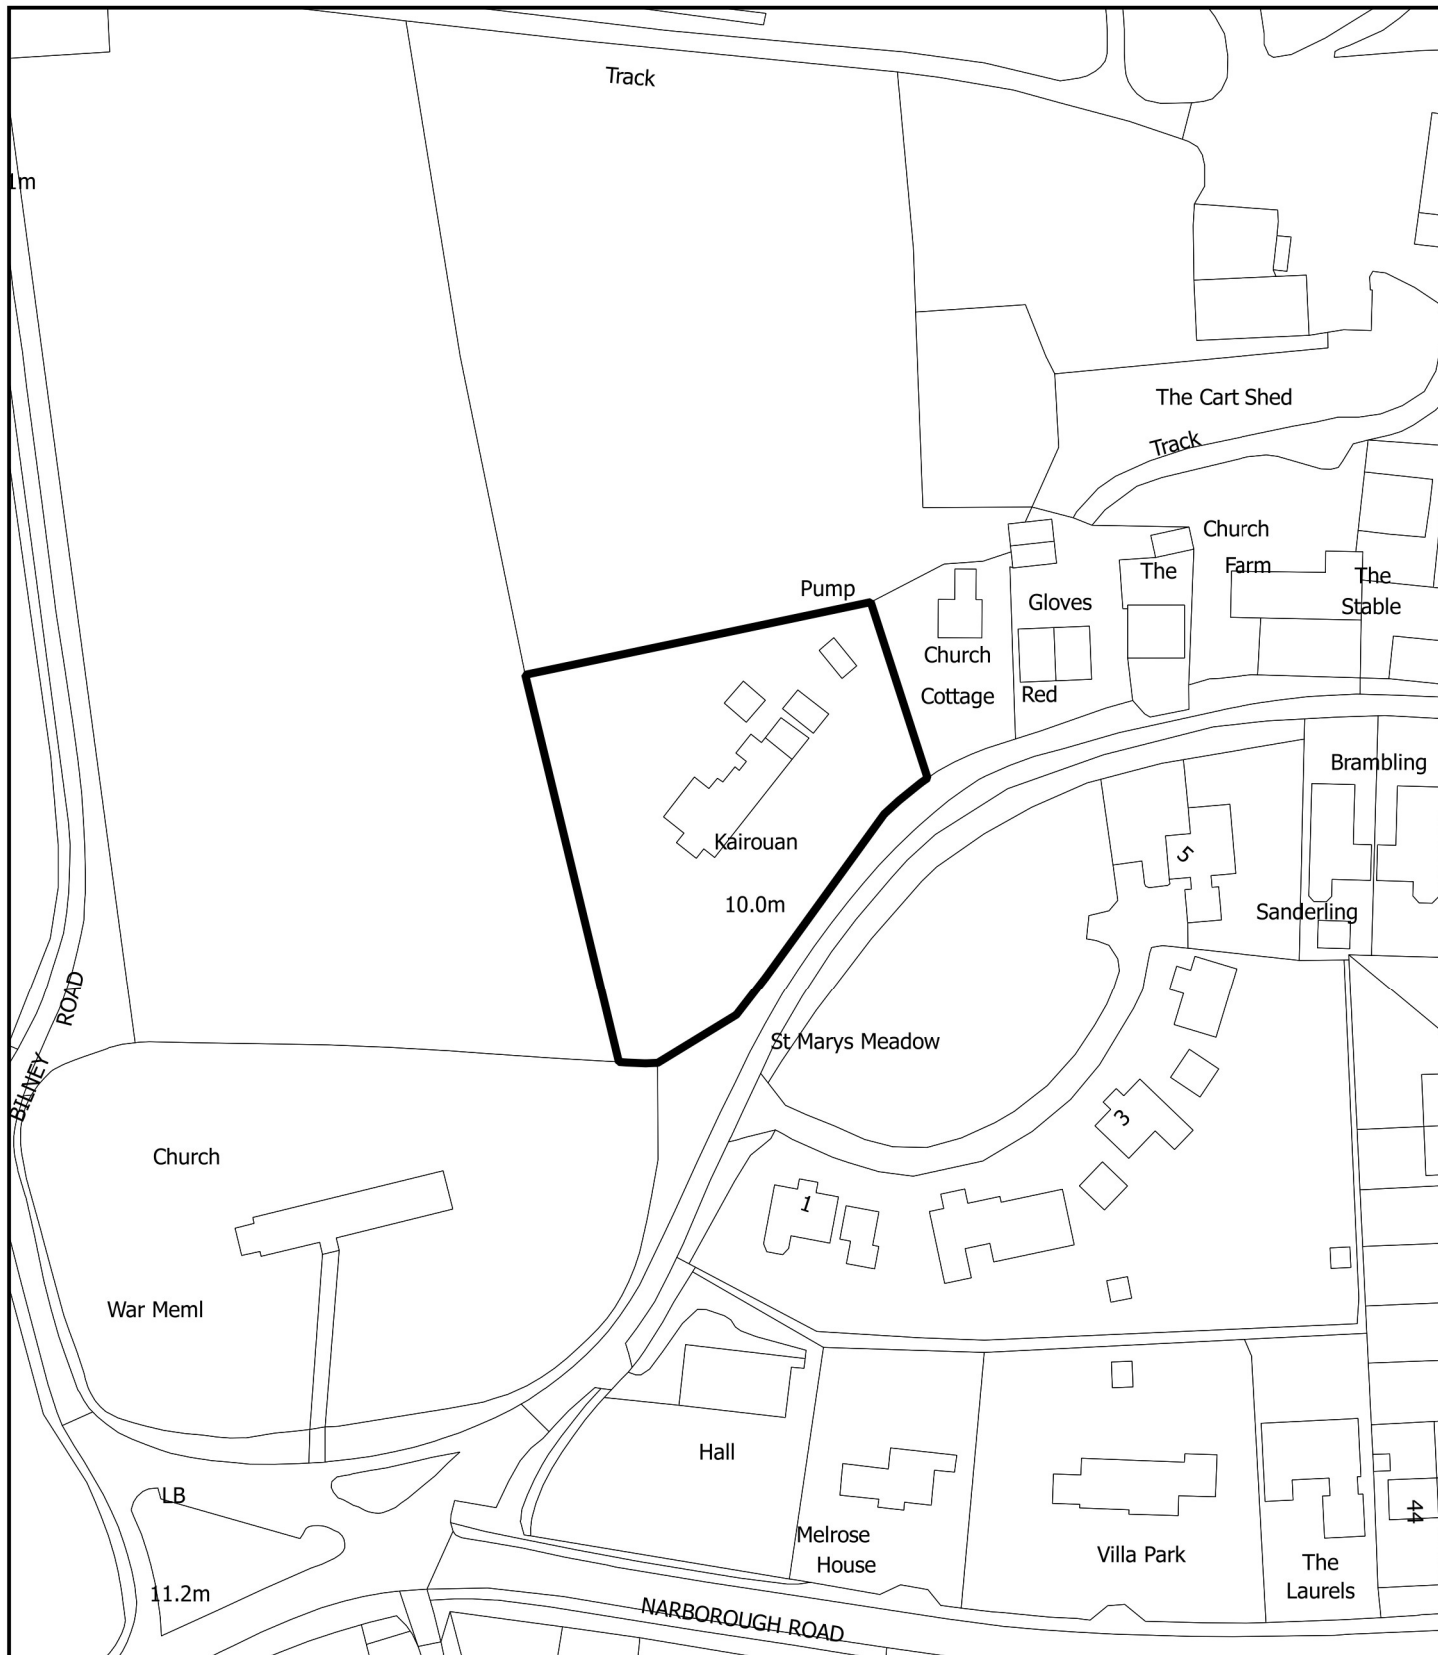 Track
1m
The Cart Shed
Track
Church
Farm
The
The
Stable
Pump
Gloves
Church
Cottage
Red
Brambling
Kairouan
5
10.0m
Sanderling
BILNEY ROAD
St Marys Meadow
3
Church
1
War Meml
Hall
LB
44
Melrose
House
Villa Park
The
Laurels
11.2m
NARBOROUGH ROAD